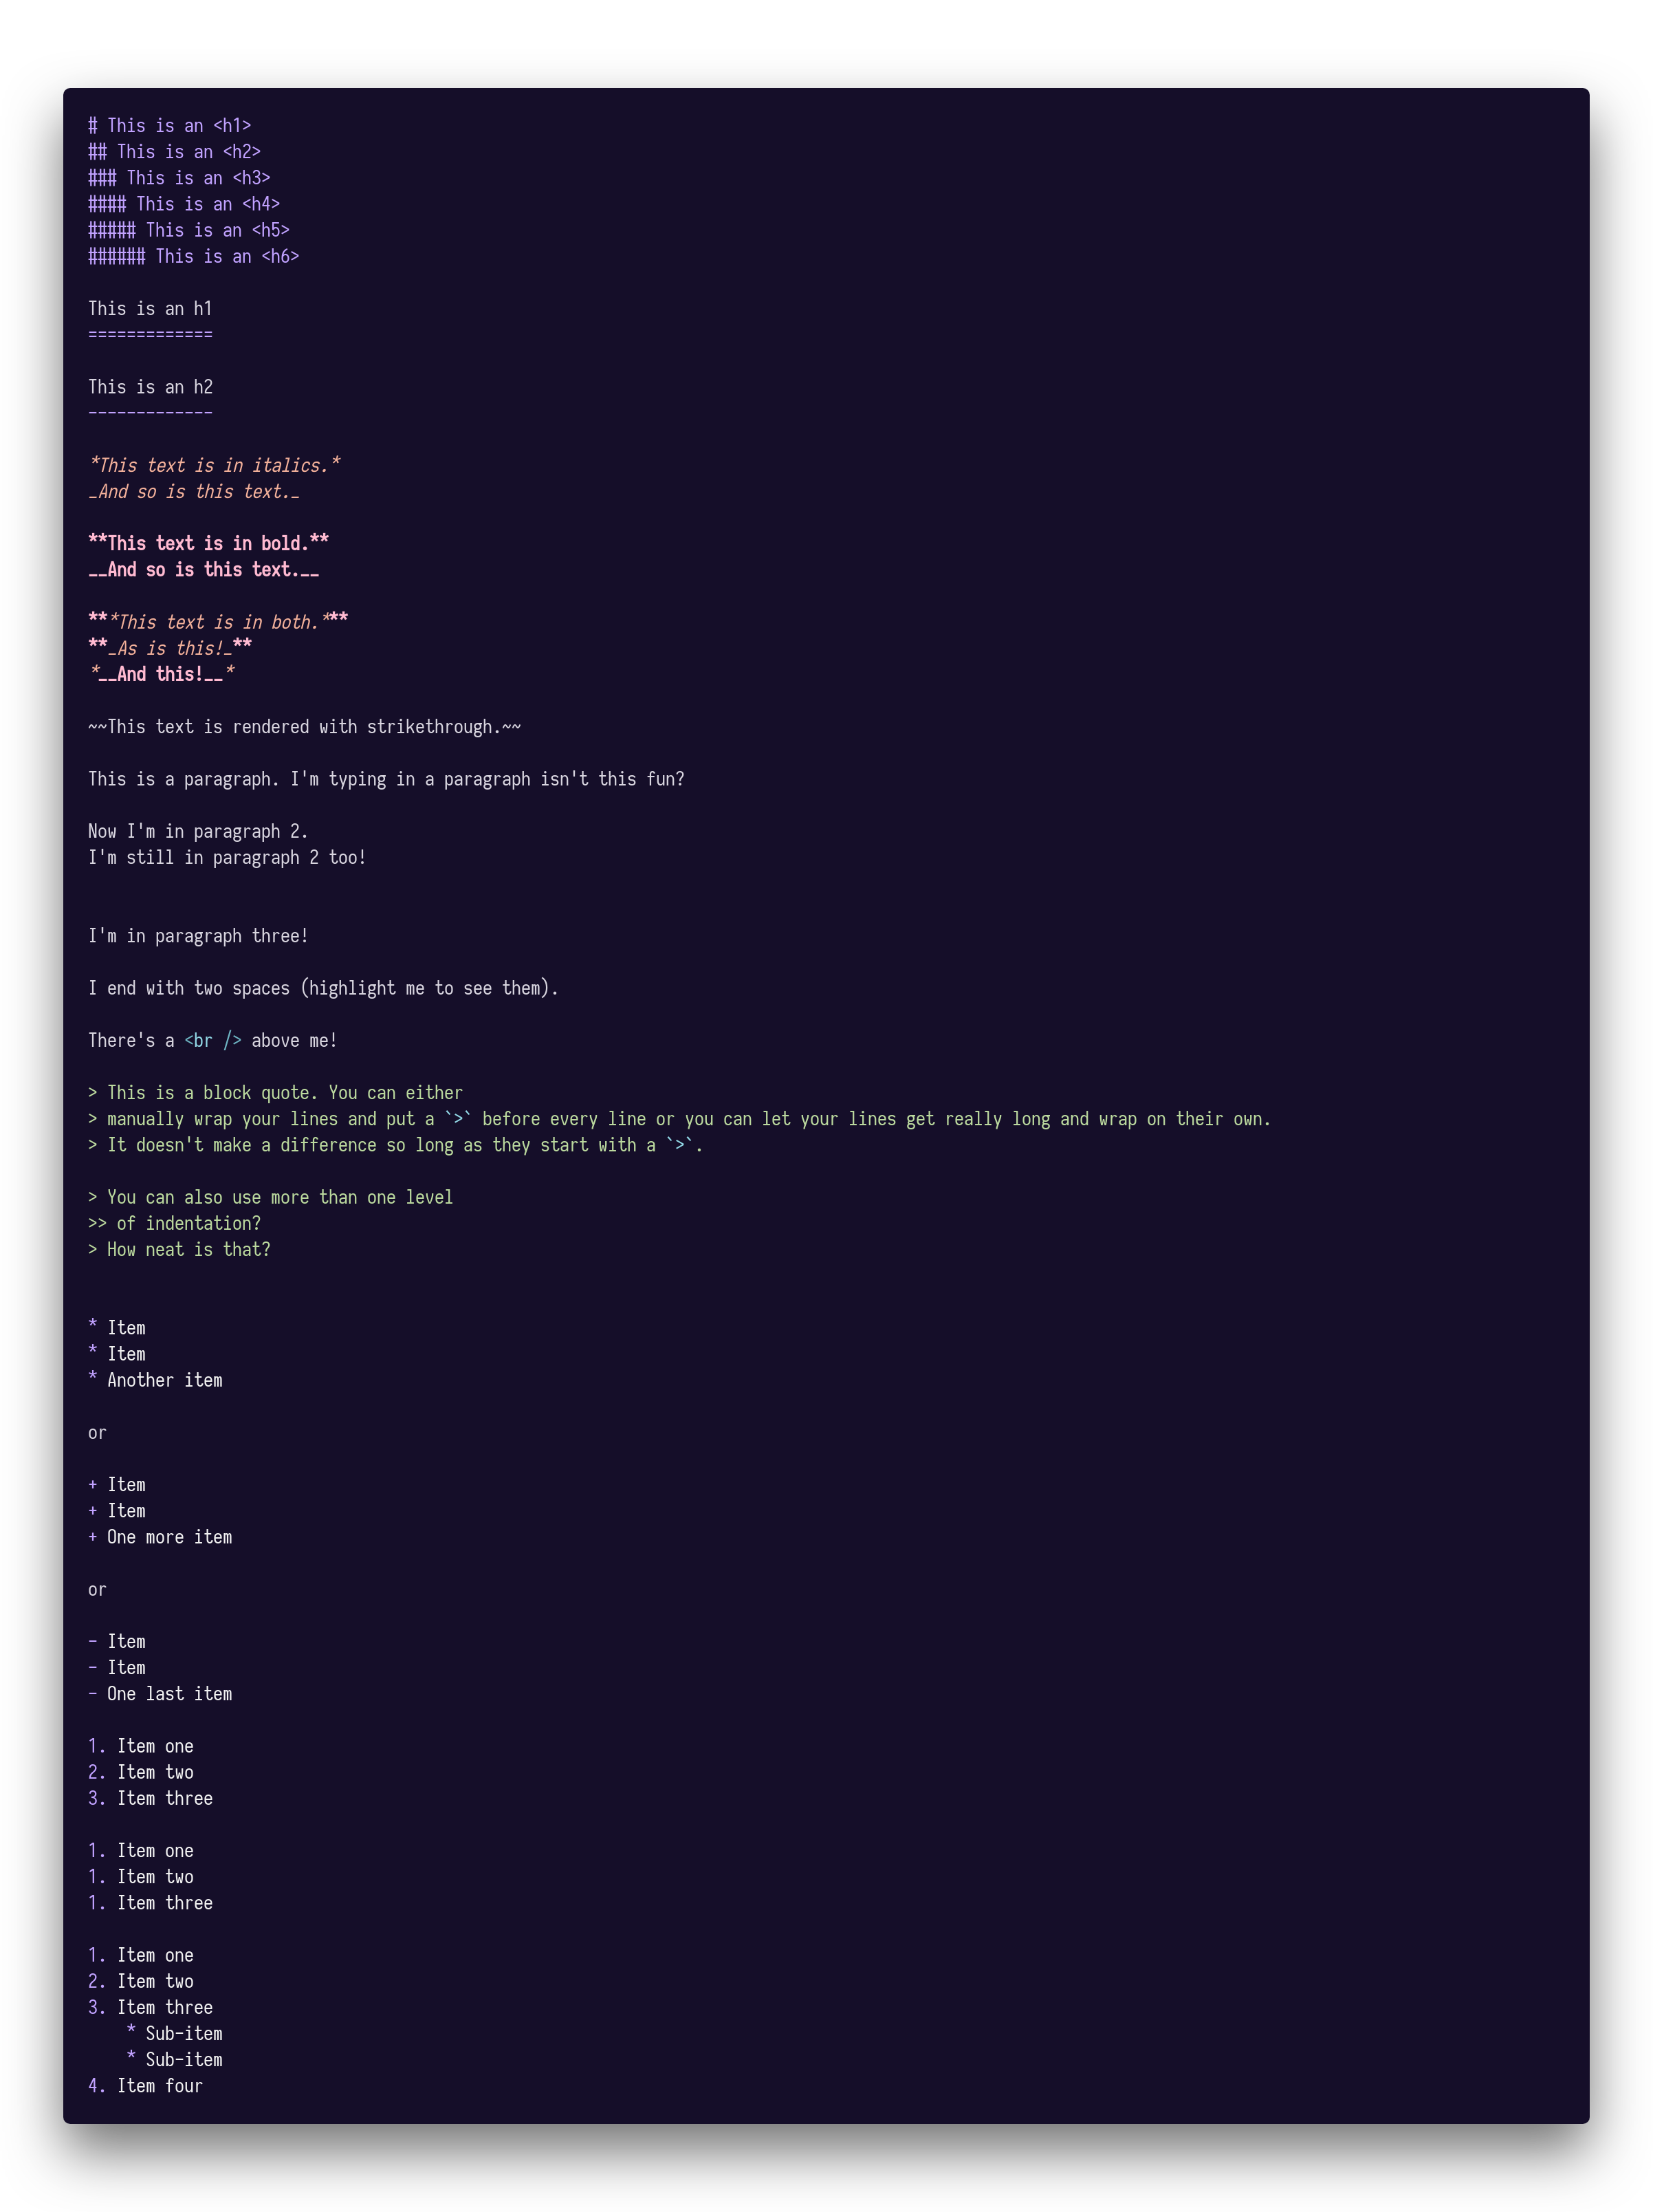 # This is an <h1>
## This is an <h2>
### This is an <h3>
#### This is an <h4>
##### This is an <h5>
###### This is an <h6>

This is an h1
=============

This is an h2
-------------

*This text is in italics.*
_And so is this text._

**This text is in bold.**
__And so is this text.__

***This text is in both.***
**_As is this!_**
*__And this!__*

~~This text is rendered with strikethrough.~~

This is a paragraph. I'm typing in a paragraph isn't this fun?

Now I'm in paragraph 2.
I'm still in paragraph 2 too!


I'm in paragraph three!

I end with two spaces (highlight me to see them).

There's a <br /> above me!

> This is a block quote. You can either
> manually wrap your lines and put a `>` before every line or you can let your lines get really long and wrap on their own.
> It doesn't make a difference so long as they start with a `>`.

> You can also use more than one level
>> of indentation?
> How neat is that?


* Item
* Item
* Another item

or

+ Item
+ Item
+ One more item

or

- Item
- Item
- One last item

1. Item one
2. Item two
3. Item three

1. Item one
1. Item two
1. Item three

1. Item one
2. Item two
3. Item three
    * Sub-item
    * Sub-item
4. Item four